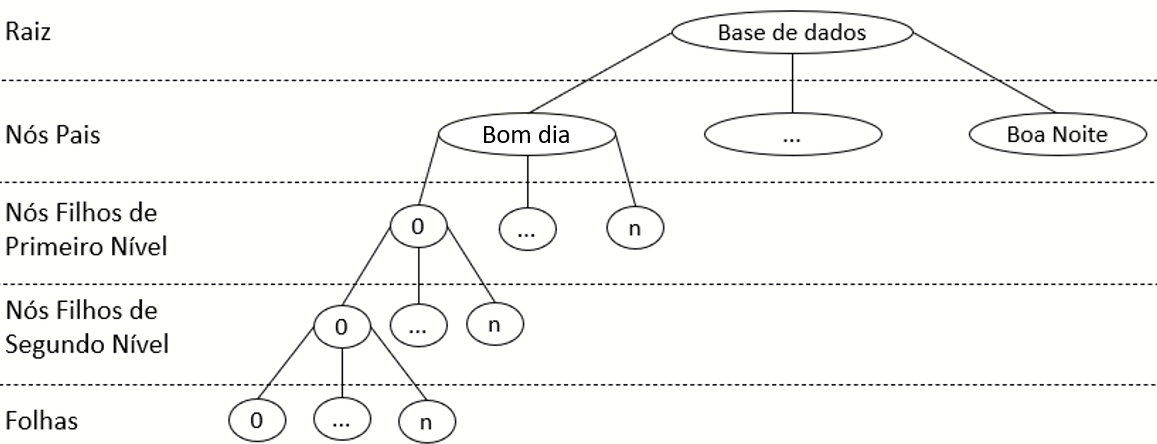 Raiz
Base de dados
Nós Pais
Bom dia
...
Boa Noite
Nós Filhos de
Primeiro Nível
0
...
n
Nós Filhos de
Segundo Nível
0
...
n
Folhas
0
...
n